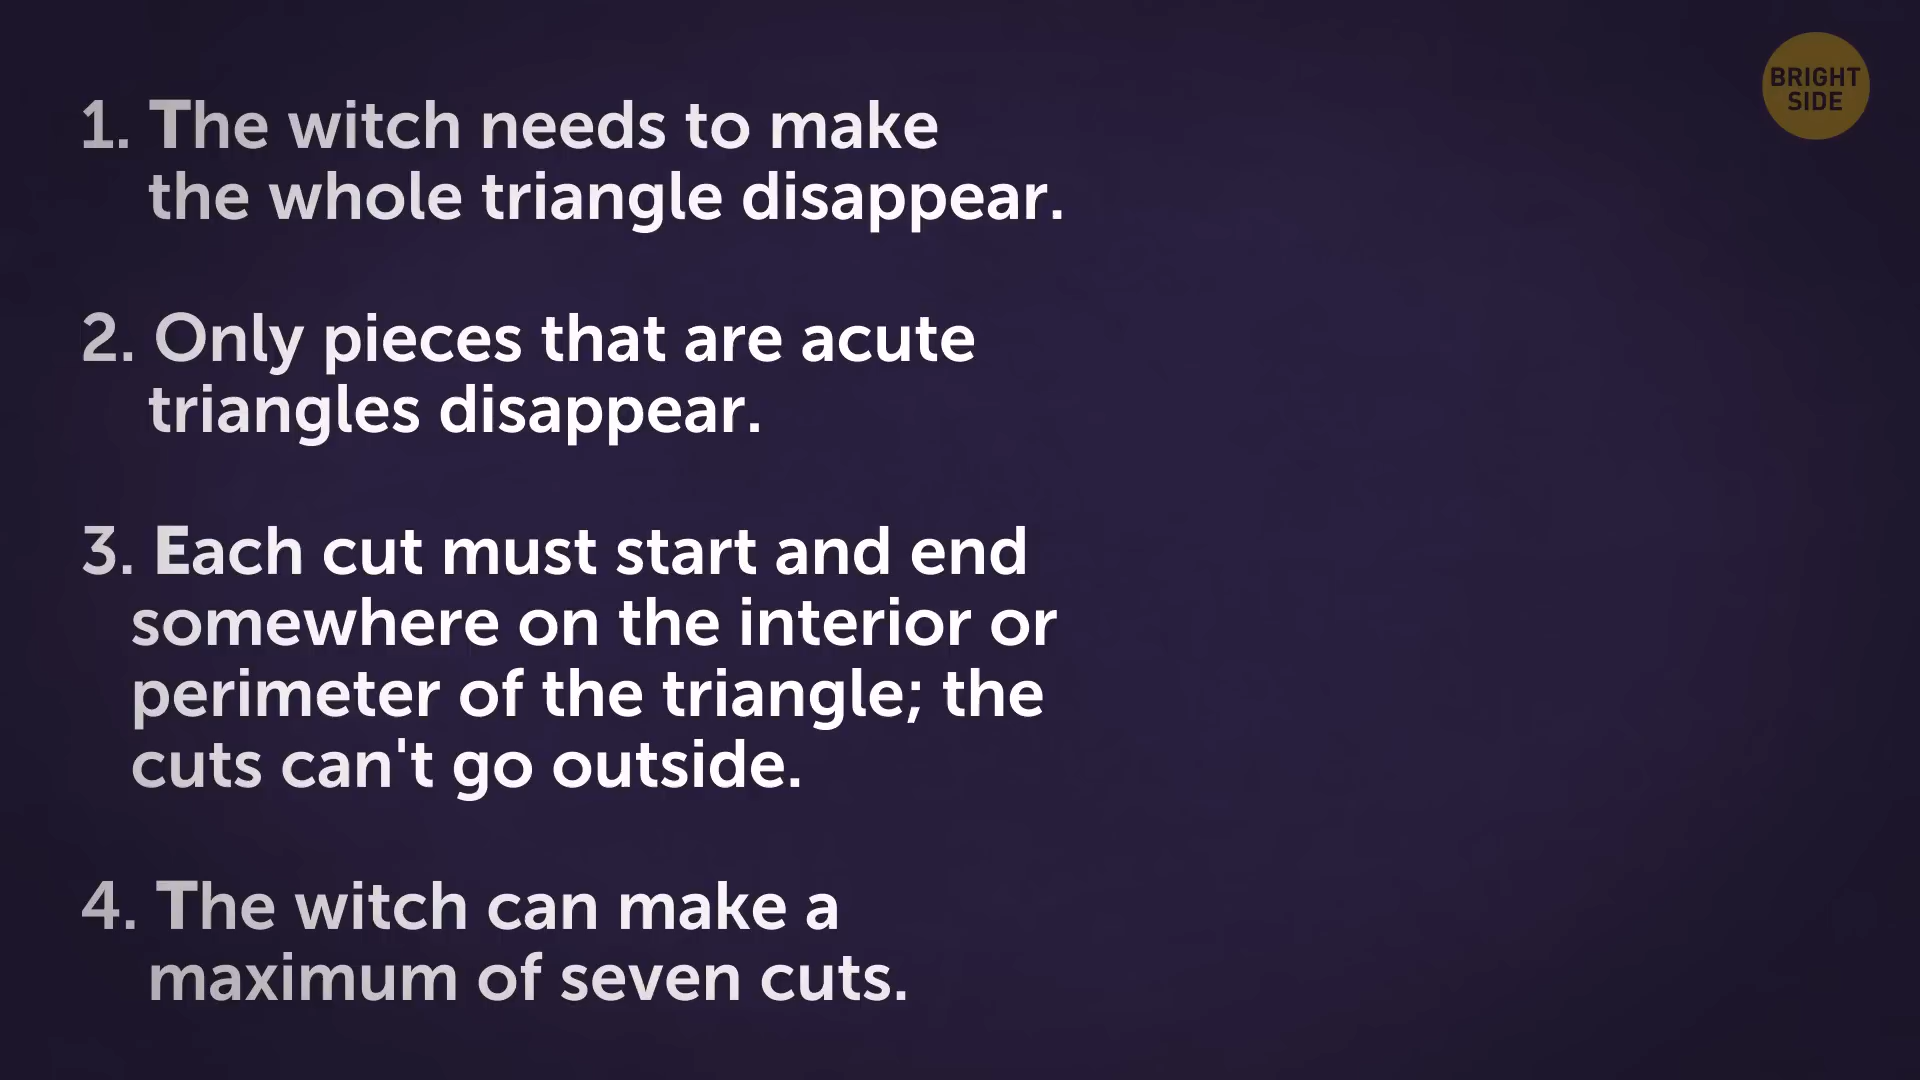 BRIGHT
SIDE
1. The witch needs to make
the whole triangle disappear.
2. Only pieces that are acute
triangles disappear.
3. Each cut must start and end
somewhere on the interior or
perimeter of the triangle; the
cuts can't go outside.
4. The witch can make a
maximum of seven cuts.